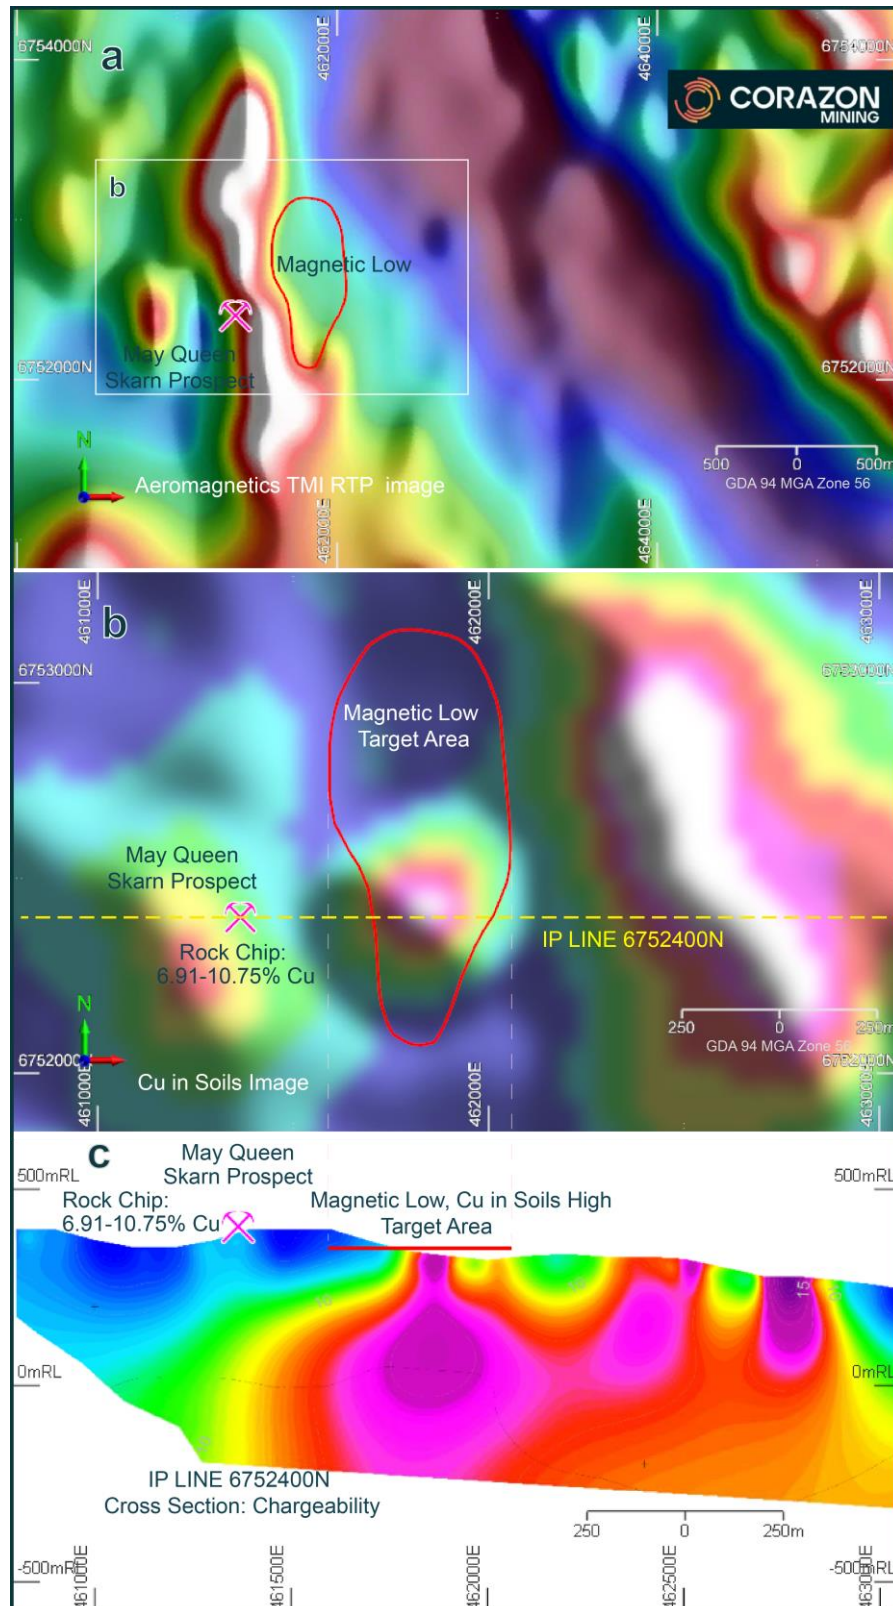 6754000N
a
462000E
464000E
6754000N
CORAZON
MINING
b
Magnetic Low
May Queen
Skarn Prospect
6752000N
6752000N
N
Aeromagnetics TMI RTP image
500 0 500m
GDA 94 MGA Zone 56
462000E
464000E
461000E
b
462000E
463000E
6753000N
6753000N
Magnetic Low
Target Area
May Queen
Skarn Prospect
Rock Chip:
6.91-10.75% Cu
IP LINE 6752400N
N
250 0 250m
GDA 94 MGA Zone 56
6752000N
6752000N
Cu in Soils Image
461000E
462000E
463000E
c
May Queen
Skarn Prospect
500mRL
500mRL
Rock Chip:
6.91-10.75% Cu
Magnetic Low, Cu in Soils High
Target Area
10
15
0mRL
0mRL
IP LINE 6752400N
Cross Section: Chargeability
250 0 250m
-500mRL
-500mRL
461000E
461500E
462000E
462500E
463000E